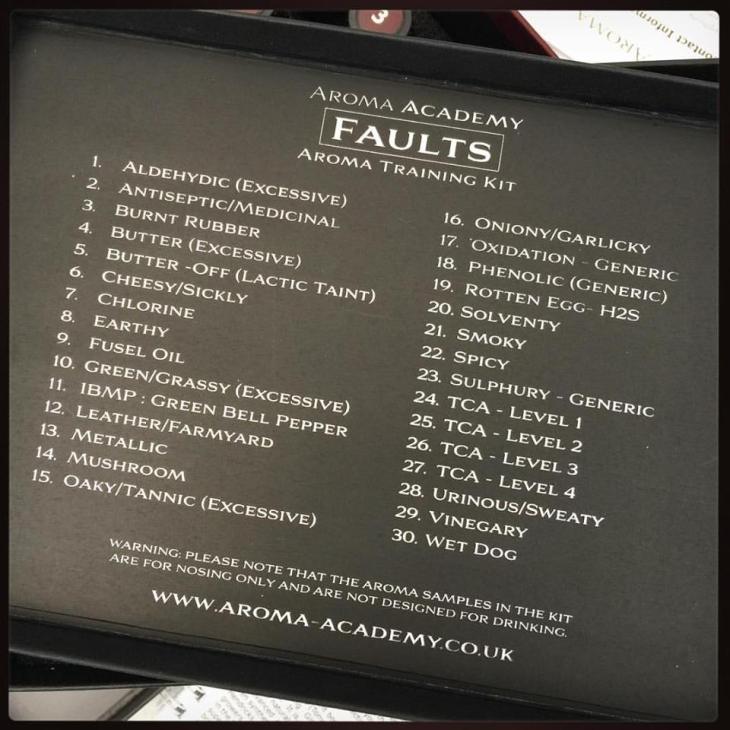 3
AROMA
ontact Inform
AROMA ACADEMY
FAULTS
AROMA TRAINING KIT
1. ALDEHYDIC (EXCESSIVE)
2. ANTISEPTIC/MEDICINAL
3. BURNT RUBBER
4. BUTTER (EXCESSIVE)
5. BUTTER -OFF (LACTIC TAINT)
6. CHEESY/SICKLY
7. CHLORINE
8. EARTHY
9. FUSEL OIL
10. GREEN/GRASSY (EXCESSIVE)
11. IBMP : GREEN BELL PEPPER
12. LEATHER/FARMYARD
13. METALLIC
14. MUSHROOM
15. OAKY/TANNIC (EXCESSIVE)
16. ONIONY/GARLICKY
17. OXIDATION - GENERIC
18. PHENOLIC (GENERIC)
19. ROTTEN EGG- H2S
20. SOLVENTY
21. SMOKY
22. SPICY
23. SULPHURY - GENERIC
24. TCA - LEVEL 1
25. TCA - LEVEL 2
26. TCA - LEVEL 3
27. TCA - LEVEL 4
28. URINOUS/SWEATY
29. VINEGARY
30. WET DOG
WARNING: PLEASE NOTE THAT THE AROMA SAMPLES IN THE KIT
ARE FOR NOSING ONLY AND ARE NOT DESIGNED FOR DRINKING.
WWW.AROMA-ACADEMY.CO.UK